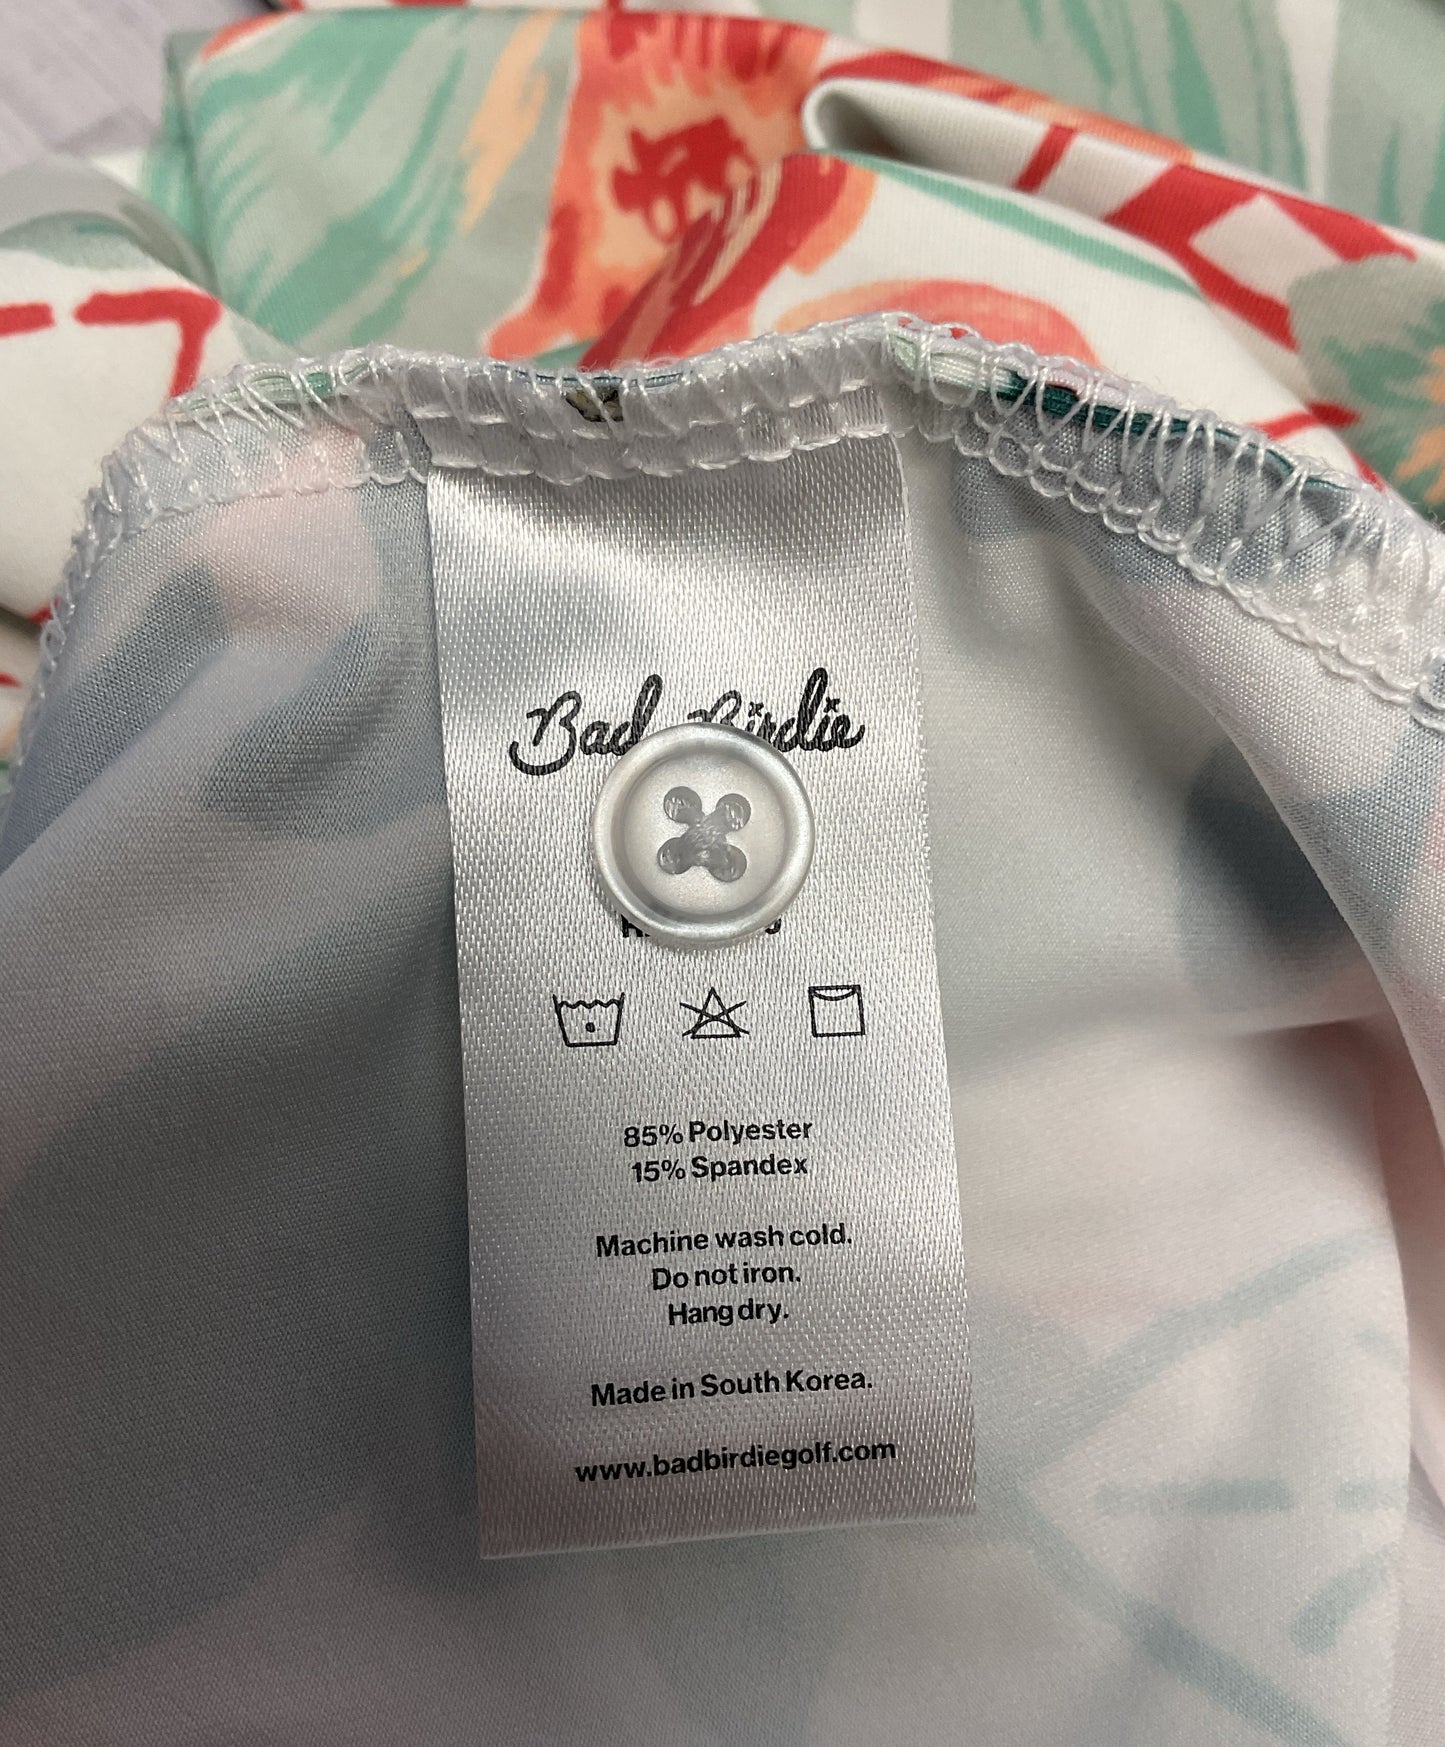 Bad Birdie
85% Polyester
15% Spandex
Machine wash cold.
Do not iron.
Hang dry.
Made in South Korea.
www.badbirdiegolf.com